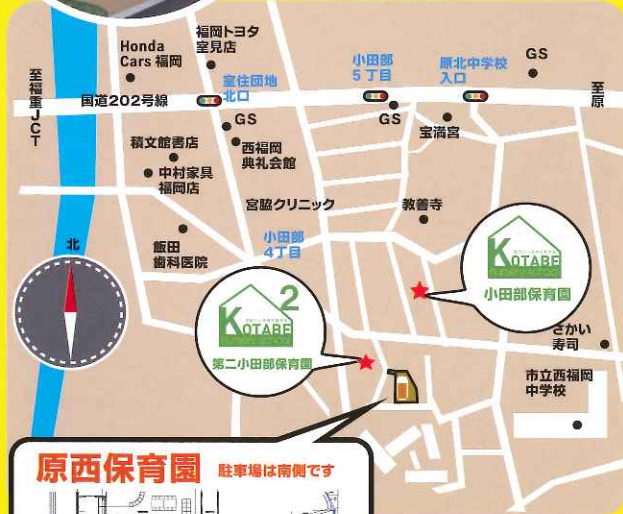 Honda
Cars 福岡
福岡トヨタ
室見店
室住団地
北口
小田部
5丁目
原北中学校
入口
GS
至福重JCT
国道202号線
至原
GS
GS
宝満宮
積文館書店
中村家具
福岡店
西福岡
典礼会館
宮脇クリニック
教善寺
北
飯田
歯科医院
小田部
4丁目
KOTABE
nursery school
小田部保育園
KOTABE 2
nursery school
第二小田部保育園
さかい
寿司
市立西福岡
中学校
原西保育園 駐車場は南側です